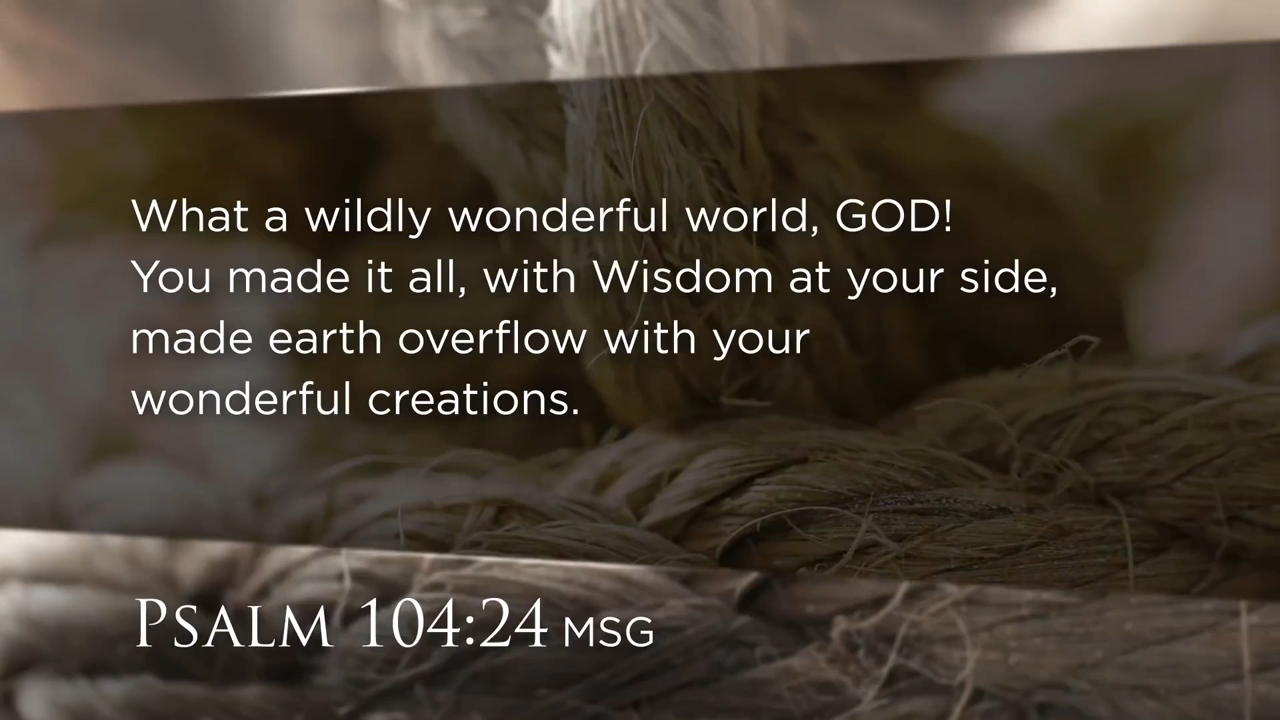 What a wildly wonderful world, GOD!
You made it all, with Wisdom at your side,
made earth overflow with your
wonderful creations.
PSALM 104:24 MSG